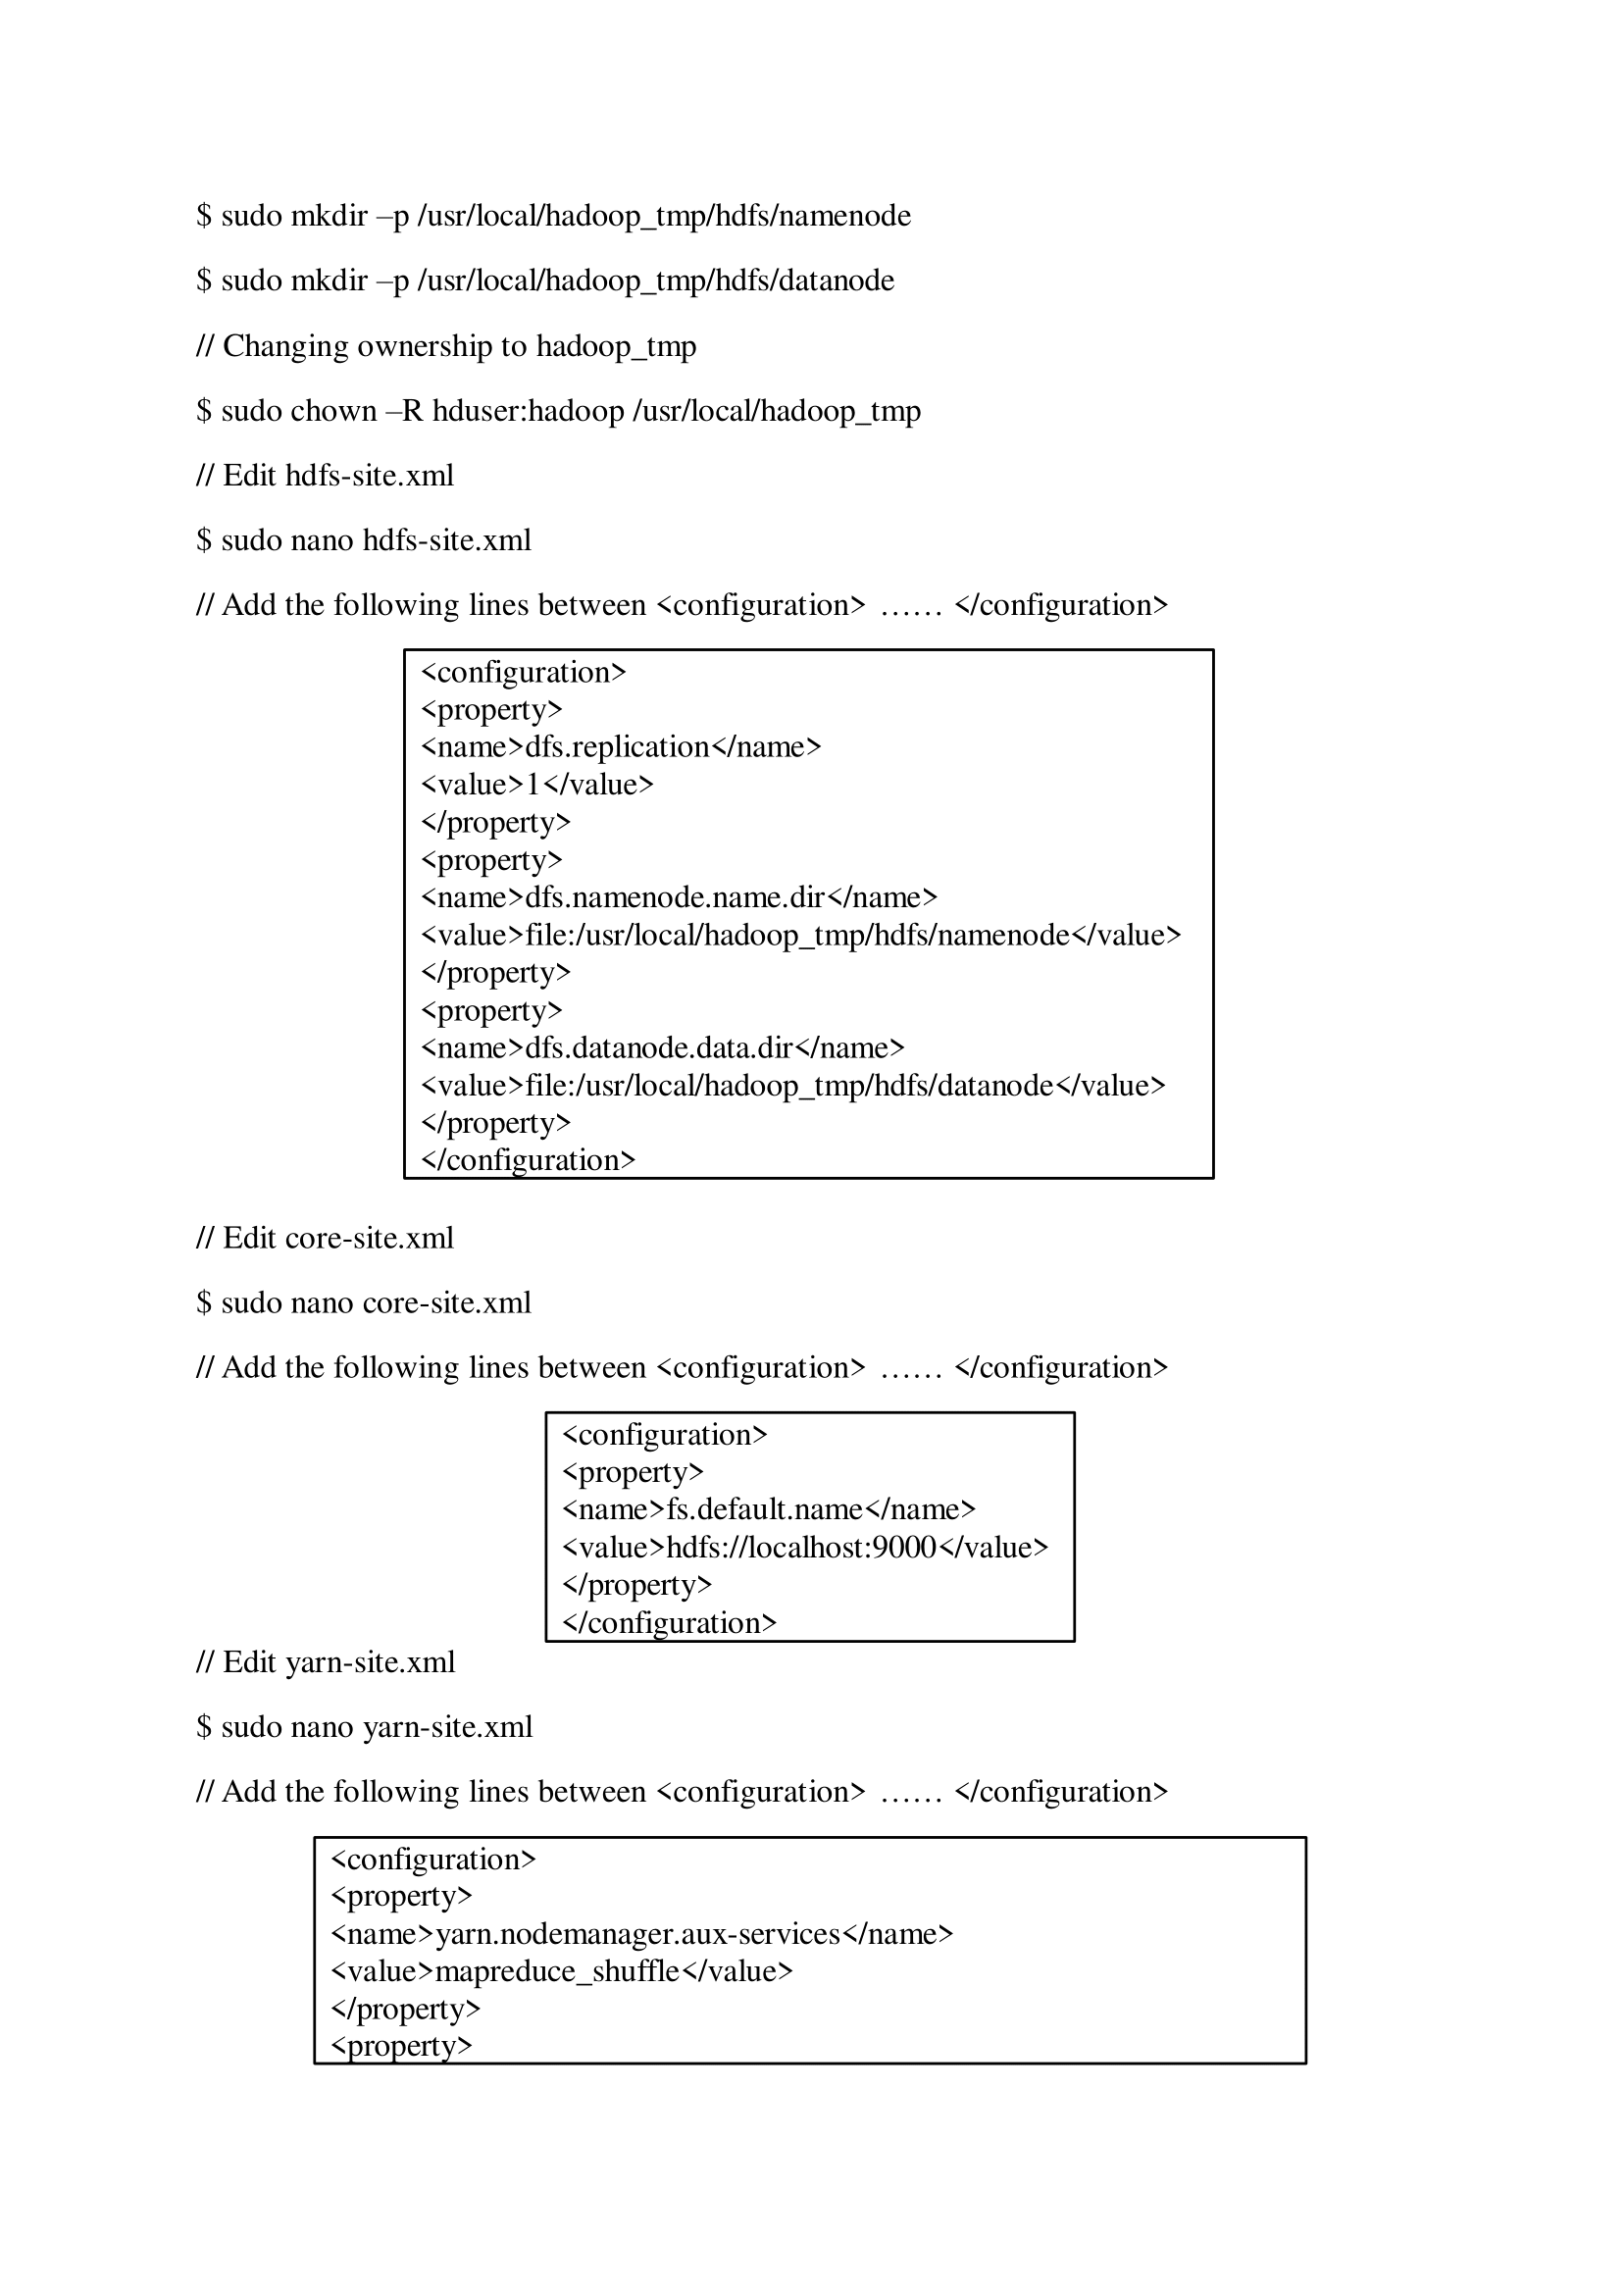 $ sudo mkdir –p /usr/local/hadoop_tmp/hdfs/namenode
$ sudo mkdir –p /usr/local/hadoop_tmp/hdfs/datanode
// Changing ownership to hadoop_tmp
$ sudo chown –R hduser:hadoop /usr/local/hadoop_tmp
// Edit hdfs-site.xml
$ sudo nano hdfs-site.xml
// Add the following lines between <configuration> …… </configuration>
<configuration>
<property>
<name>dfs.replication</name>
<value>1</value>
</property>
<property>
<name>dfs.namenode.name.dir</name>
<value>file:/usr/local/hadoop_tmp/hdfs/namenode</value>
</property>
<property>
<name>dfs.datanode.data.dir</name>
<value>file:/usr/local/hadoop_tmp/hdfs/datanode</value>
</property>
</configuration>
// Edit core-site.xml
$ sudo nano core-site.xml
// Add the following lines between <configuration> …… </configuration>
<configuration>
<property>
<name>fs.default.name</name>
<value>hdfs://localhost:9000</value>
</property>
</configuration>
// Edit yarn-site.xml
$ sudo nano yarn-site.xml
// Add the following lines between <configuration> …… </configuration>
<configuration>
<property>
<name>yarn.nodemanager.aux-services</name>
<value>mapreduce_shuffle</value>
</property>
<property>